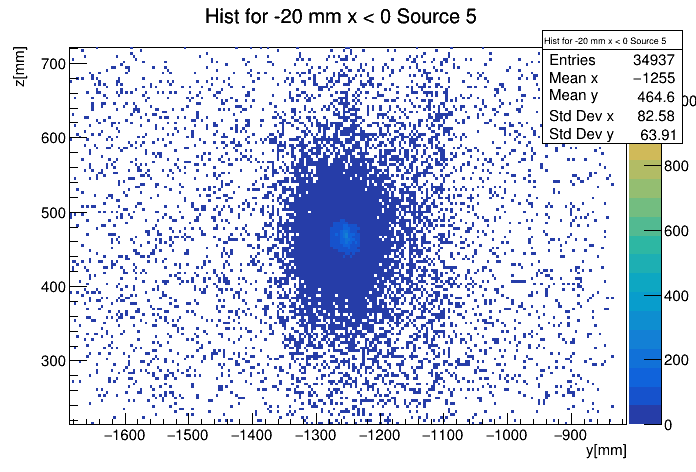 Hist for -20 mm x < 0 Source 5
Hist for -20 mm x < 0 Source 5
Entries 34937
Mean x −1255
Mean y 464.6
Std Dev x 82.58
Std Dev y 63.91
z[mm]
700
600
500
400
300
−1600 −1500 −1400 −1300 −1200 −1100 −1000 −900
y[mm]
00
800
600
400
200
0